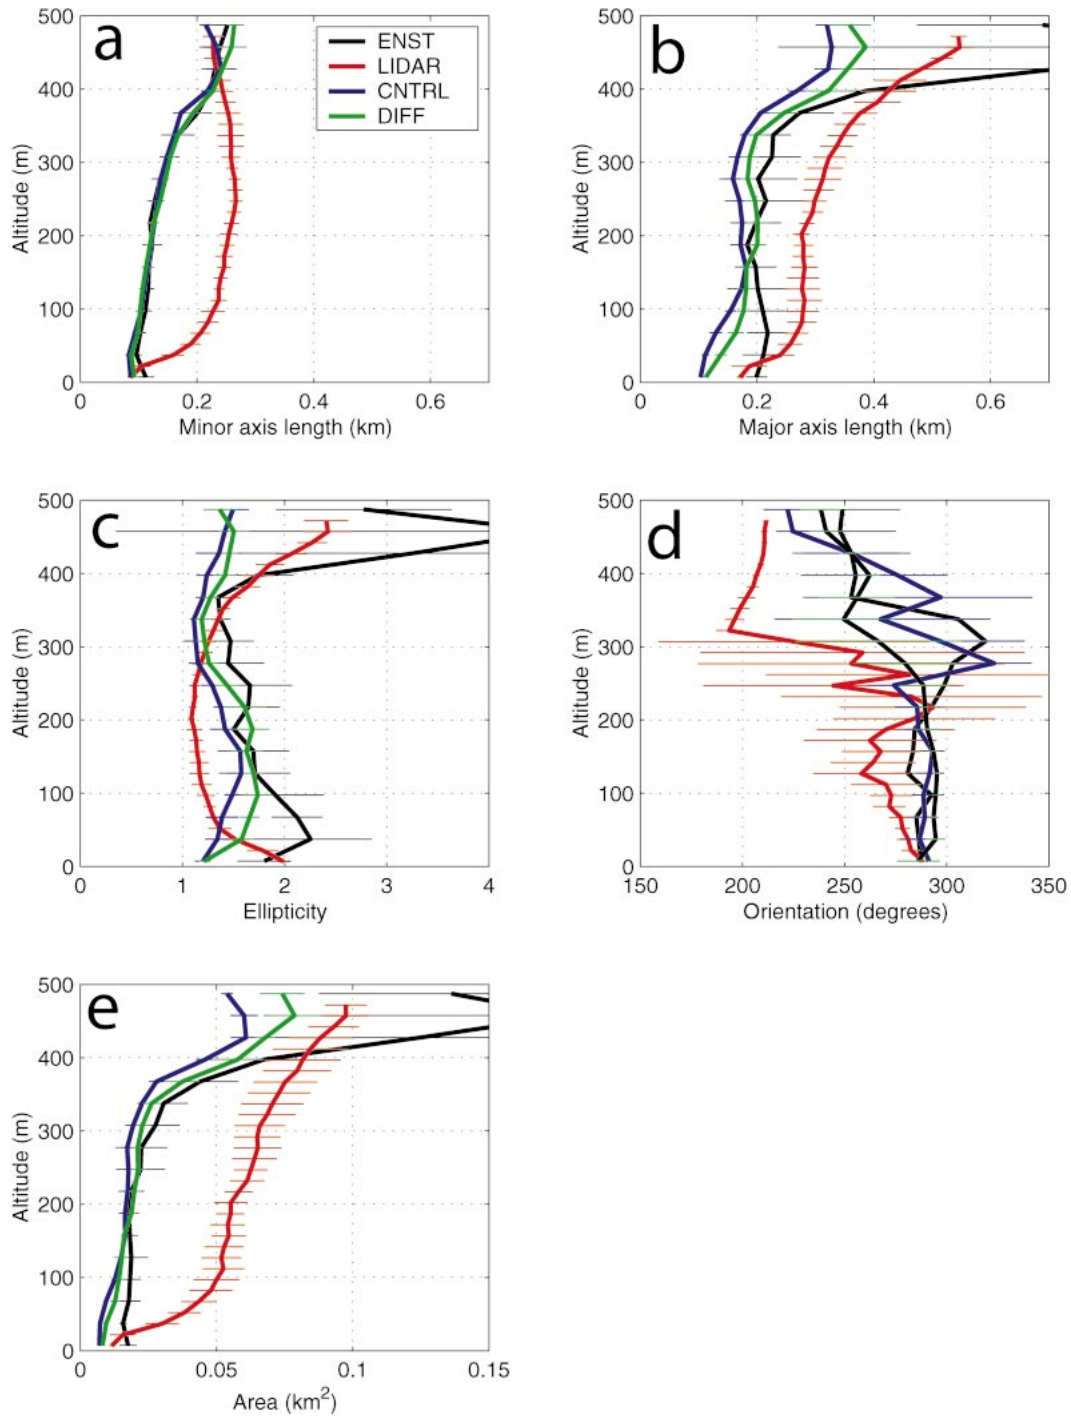 a
500
400
300
200
100
0
Altitude (m)
0
0.2
0.4
0.6
Minor axis length (km)
ENST
LIDAR
CNTRL
DIFF
b
500
400
300
200
100
0
Altitude (m)
0
0.2
0.4
0.6
Major axis length (km)
c
500
400
300
200
100
0
Altitude (m)
0
1
2
3
4
Ellipticity
d
500
400
300
200
100
0
Altitude (m)
150
200
250
300
350
Orientation (degrees)
e
500
400
300
200
100
0
Altitude (m)
0
0.05
0.1
0.15
Area (km²)